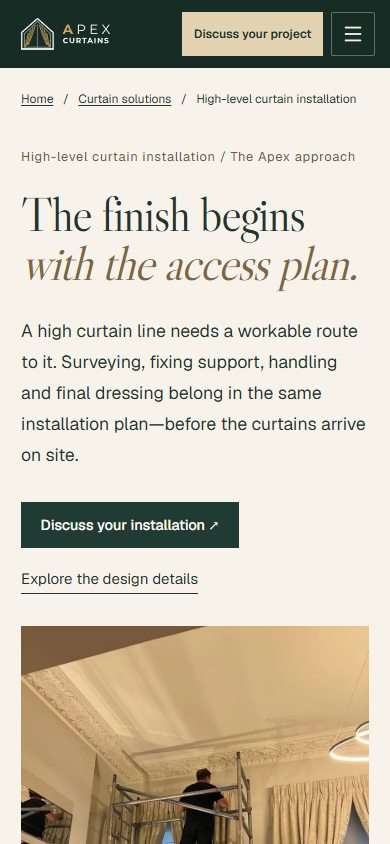 APEX
CURTAINS
Discuss your project
Home / Curtain solutions / High-level curtain installation
High-level curtain installation / The Apex approach
The finish begins
with the access plan.
A high curtain line needs a workable route
to it. Surveying, fixing support, handling
and final dressing belong in the same
installation plan—before the curtains arrive
on site.
Discuss your installation ↗
Explore the design details